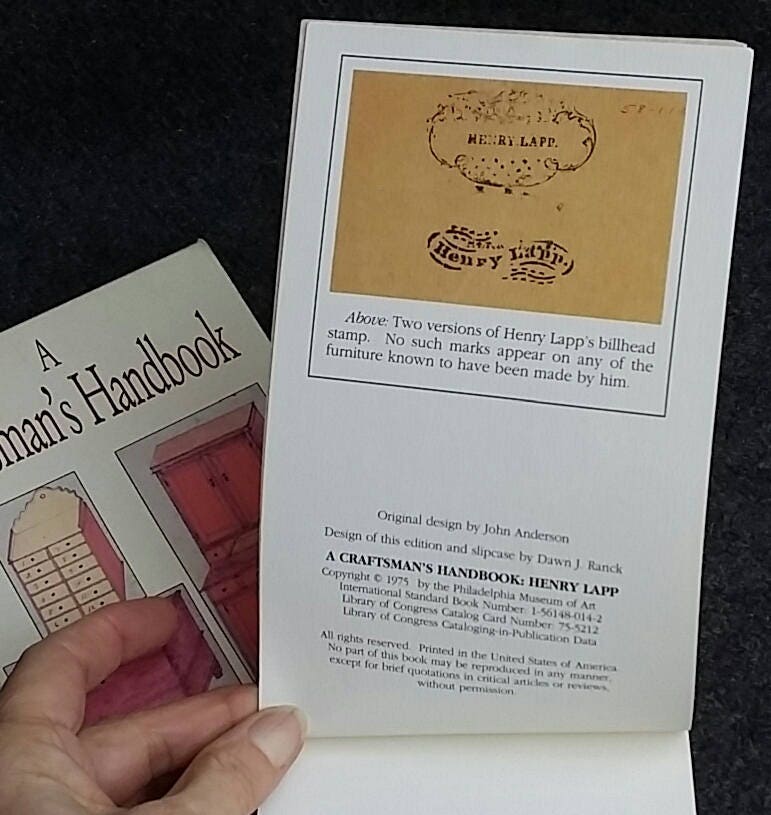 A
man's Handbook
58-11
HENRY LAPP.
Henry Lapp.
Above: Two versions of Henry Lapp's billhead
stamp. No such marks appear on any of the
furniture known to have been made by him.
Original design by John Anderson
Design of this edition and slipcase by Dawn J. Ranck
A CRAFTSMAN'S HANDBOOK: HENRY LAPP
Copyright © 1975 by the Philadelphia Museum of Art
International Standard Book Number: 1-56148-014-2
Library of Congress Catalog Card Number: 75-5212
Library of Congress Cataloging-in-Publication Data
All rights reserved. Printed in the United States of America.
No part of this book may be reproduced in any manner,
except for brief quotations in critical articles or reviews,
without permission.